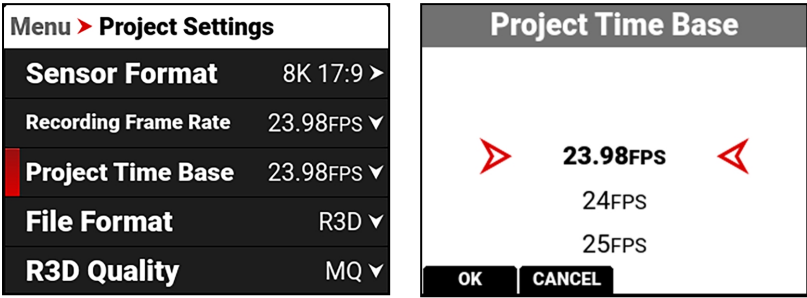 Menu ➤ Project Settings
Sensor Format 8K 17:9
Recording Frame Rate 23.98FPS
Project Time Base 23.98FPS
File Format R3D
R3D Quality MQ
Project Time Base
23.98FPS
24FPS
25FPS
OK CANCEL